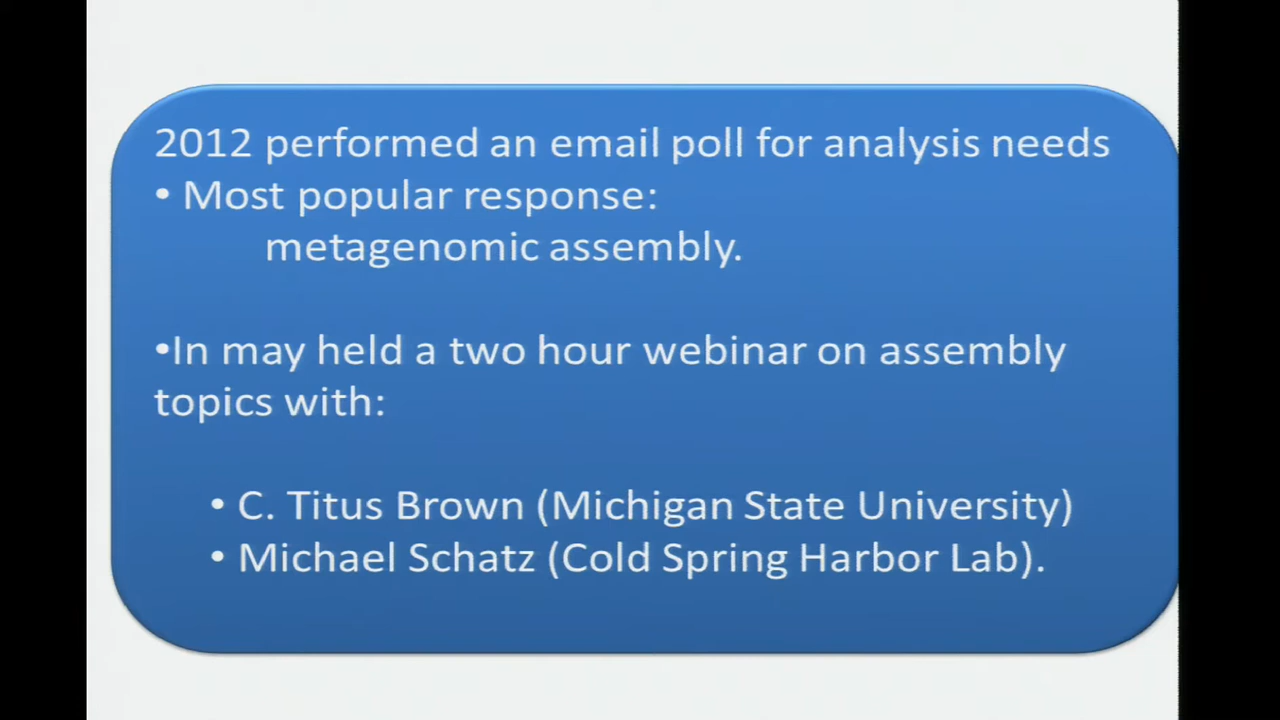 2012 performed an email poll for analysis needs
• Most popular response:
metagenomic assembly.
•In may held a two hour webinar on assembly
topics with:
• C. Titus Brown (Michigan State University)
• Michael Schatz (Cold Spring Harbor Lab).